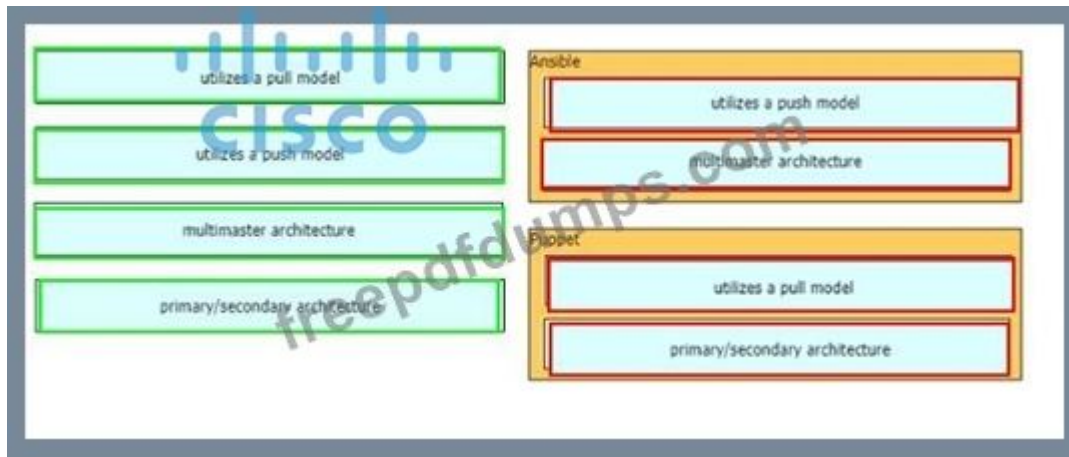 CISCO
utilizes a pull model
utilizes a push model
multimaster architecture
primary/secondary architecture
Ansible
utilizes a push model
multimaster architecture
Puppet
utilizes a pull model
primary/secondary architecture
freepdfdumps.com